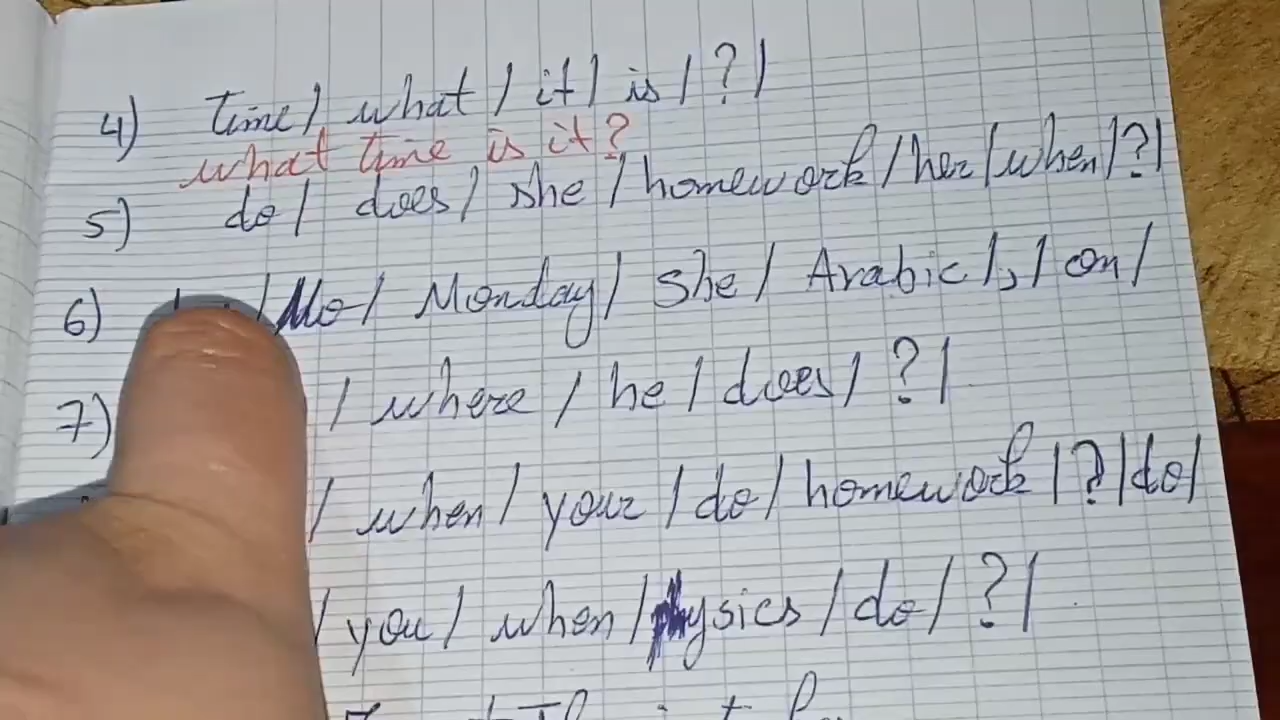 4) Time / what / it / is / ? /
what time is it?
5) do / does / she / homework / her / when / ? /
6) / Mo / Monday / she / Arabic / , / on /
7) / where / he / does / ? /
/ when / your / do / homework / ? / do /
/ you / when / physics / do / ? /